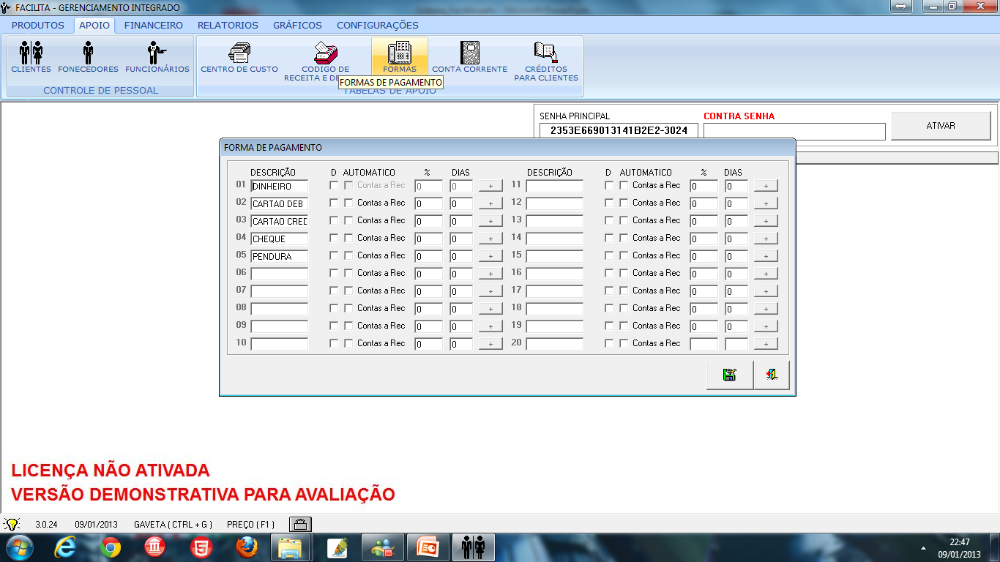 FACILITA - GERENCIAMENTO INTEGRADO
PRODUTOS APOIO FINANCEIRO RELATORIOS GRÁFICOS CONFIGURAÇÕES
CLIENTES FONECEDORES FUNCIONÁRIOS CENTRO DE CUSTO CODIGO DE FORMAS CONTA CORRENTE CRÉDITOS
RECEITA E DE PARA CLIENTES
FORMAS DE PAGAMENTO
CONTROLE DE PESSOAL TABELAS DE APOIO
SENHA PRINCIPAL CONTRA SENHA
2353E669013141B2E2-3024
ATIVAR
FORMA DE PAGAMENTO
DESCRIÇÃO D AUTOMATICO % DIAS DESCRIÇÃO D AUTOMATICO % DIAS
01 DINHEIRO Contas a Rec 0 0 + 11 Contas a Rec 0 0 +
02 CARTAO DEB Contas a Rec 0 0 + 12 Contas a Rec 0 0 +
03 CARTAO CRED Contas a Rec 0 0 + 13 Contas a Rec 0 0 +
04 CHEQUE Contas a Rec 0 0 + 14 Contas a Rec 0 0 +
05 PENDURA Contas a Rec 0 0 + 15 Contas a Rec 0 0 +
06 Contas a Rec 0 0 + 16 Contas a Rec 0 0 +
07 Contas a Rec 0 0 + 17 Contas a Rec 0 0 +
08 Contas a Rec 0 0 + 18 Contas a Rec 0 0 +
09 Contas a Rec 0 0 + 19 Contas a Rec 0 0 +
10 Contas a Rec 0 0 + 20 Contas a Rec +
LICENÇA NÃO ATIVADA
VERSÃO DEMONSTRATIVA PARA AVALIAÇÃO
3.0.24 09/01/2013 GAVETA ( CTRL + G ) PREÇO ( F1 )
22:47
09/01/2013